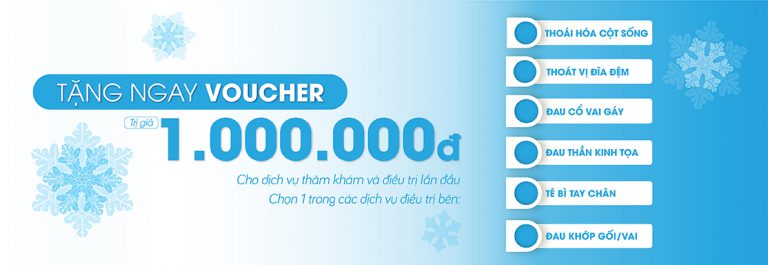 TẶNG NGAY VOUCHER
Trị giá
1.000.000đ
Cho dịch vụ thăm khám và điều trị lần đầu
Chọn 1 trong các dịch vụ điều trị bên:
THOÁI HÓA CỘT SỐNG
THOÁT VỊ ĐĨA ĐỆM
ĐAU CỔ VAI GÁY
ĐAU THẦN KINH TỌA
TÊ BÌ TAY CHÂN
ĐAU KHỚP GỐI/VAI